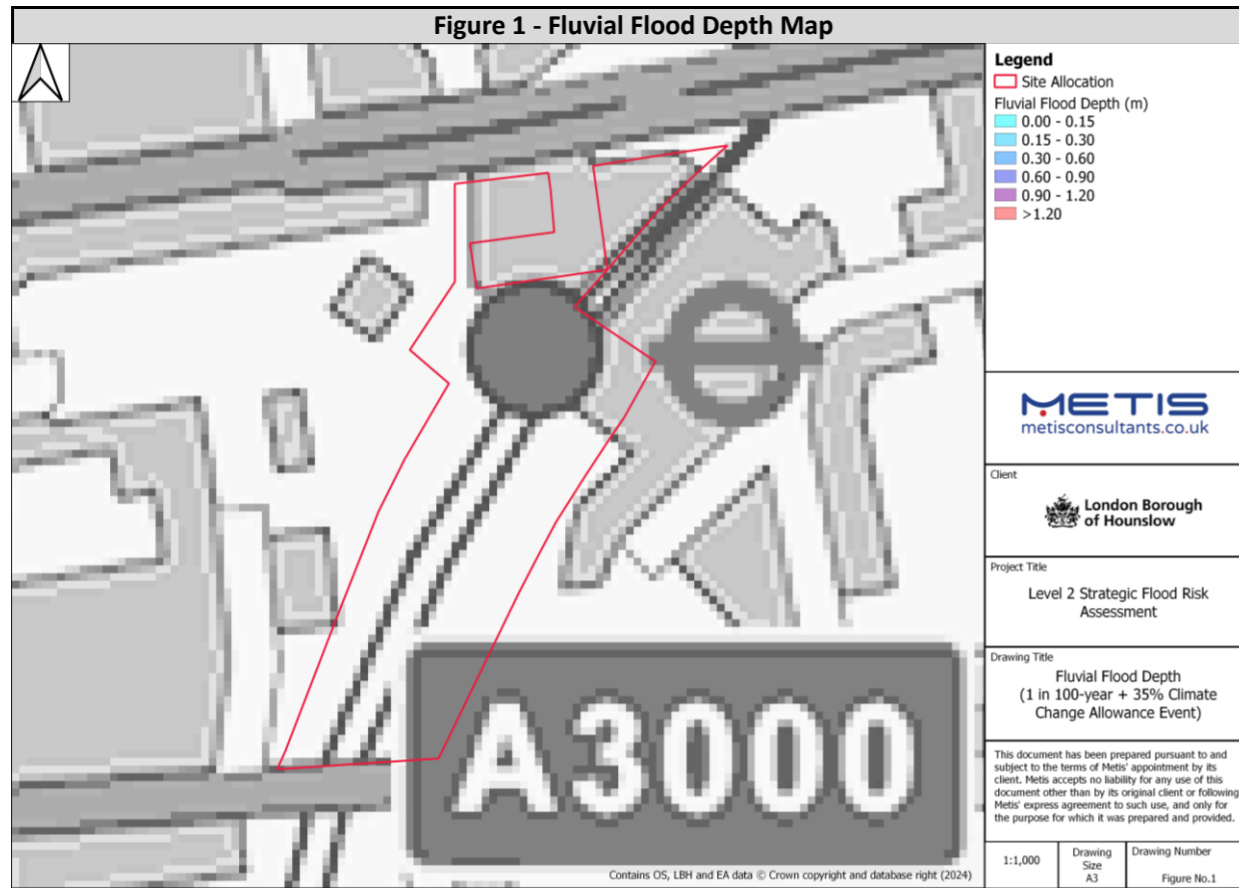 Figure 1 - Fluvial Flood Depth Map
Legend
Site Allocation
Fluvial Flood Depth (m)
0.00 - 0.15
0.15 - 0.30
0.30 - 0.60
0.60 - 0.90
0.90 - 1.20
>1.20
METIS
metisconsultants.co.uk
Client
London Borough
of Hounslow
Project Title
Level 2 Strategic Flood Risk
Assessment
Drawing Title
Fluvial Flood Depth
(1 in 100-year + 35% Climate
Change Allowance Event)
This document has been prepared pursuant to and
subject to the terms of Metis' appointment by its
client. Metis accepts no liability for any use of this
document other than by its original client or following
Metis' express agreement to such use, and only for
the purpose for which it was prepared and provided.
1:1,000
Drawing
Size
A3
Drawing Number
Figure No.1
A3000
Contains OS, LBH and EA data © Crown copyright and database right (2024)